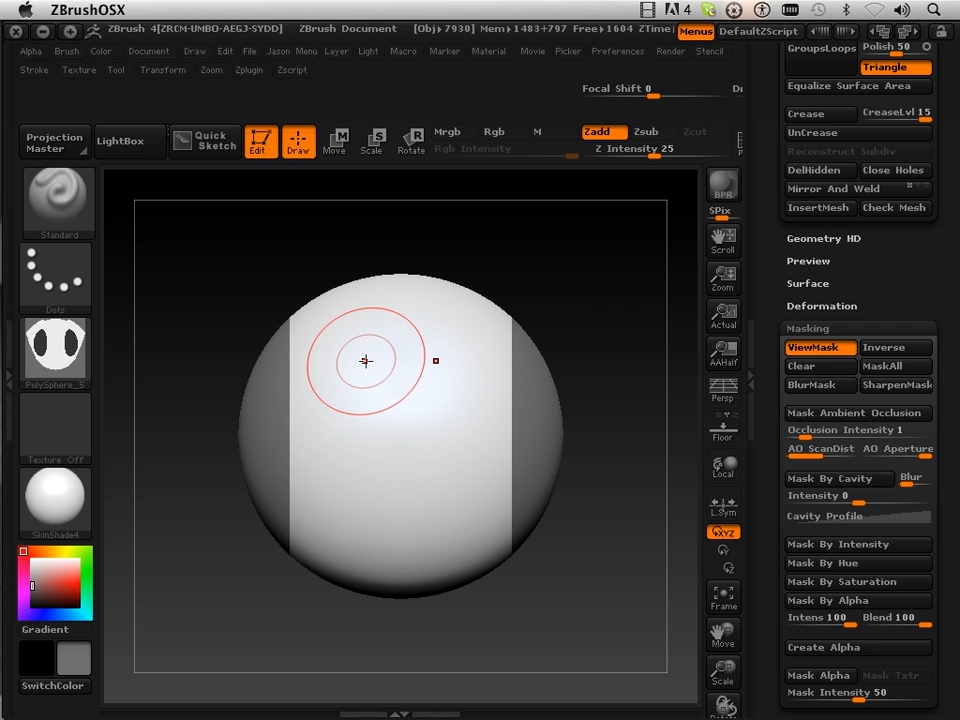 ZBrushOSX
4
ZBrush 4[ZRCM-UMBO-AEGJ-SYDD] ZBrush Document [Obj▸7930] Mem▸1483+797 Free▸1604 ZTime
Menus DefaultZScript
Alpha Brush Color Document Draw Edit File Jason Menu Layer Light Macro Marker Material Movie Picker Preferences Render Stencil
Stroke Texture Tool Transform Zoom Zplugin Zscript
Focal Shift 0
Projection Master
LightBox
Quick Sketch
Edit Draw Move Scale Rotate
Mrgb Rgb M
Rgb Intensity
Zadd Zsub Zcut
Z Intensity 25
Standard
Dots
PolySphere_5
Texture Off
SkinShade4
Gradient
SwitchColor
BPR
SPix
Scroll
Zoom
Actual
AAHalf
Persp
Floor
Local
L.Sym
XYZ
Frame
Move
Scale
GroupsLoops Polish 50
Triangle
Equalize Surface Area
Crease CreaseLvl 15
UnCrease
Reconstruct Subdiv
DelHidden Close Holes
Mirror And Weld
InsertMesh Check Mesh
Geometry HD
Preview
Surface
Deformation
Masking
ViewMask Inverse
Clear MaskAll
BlurMask SharpenMask
Mask Ambient Occlusion
Occlusion Intensity 1
AO ScanDist AO Aperture
Mask By Cavity Blur
Intensity 0
Cavity Profile
Mask By Intensity
Mask By Hue
Mask By Saturation
Mask By Alpha
Intens 100 Blend 100
Create Alpha
Mask Alpha Mask Txtr
Mask Intensity 50